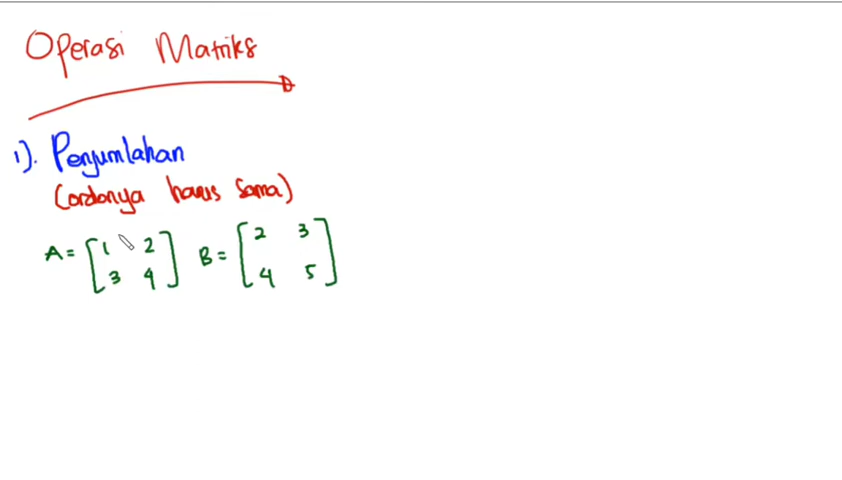 Operasi Matriks
1). Penjumlahan
(ordonya harus sama)
A = [1 2
3 4] B = [2 3
4 5]